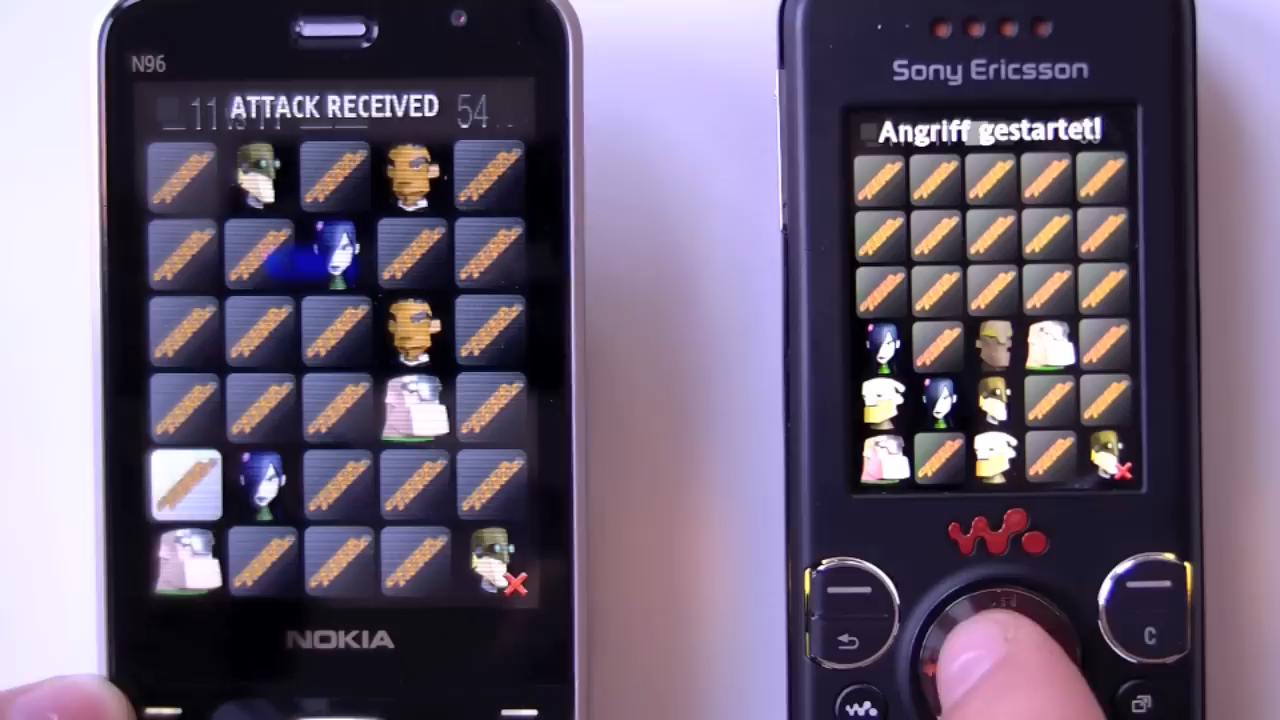 N96
ATTACK RECEIVED
54
NOKIA
Sony Ericsson
Angriff gestartet!
C